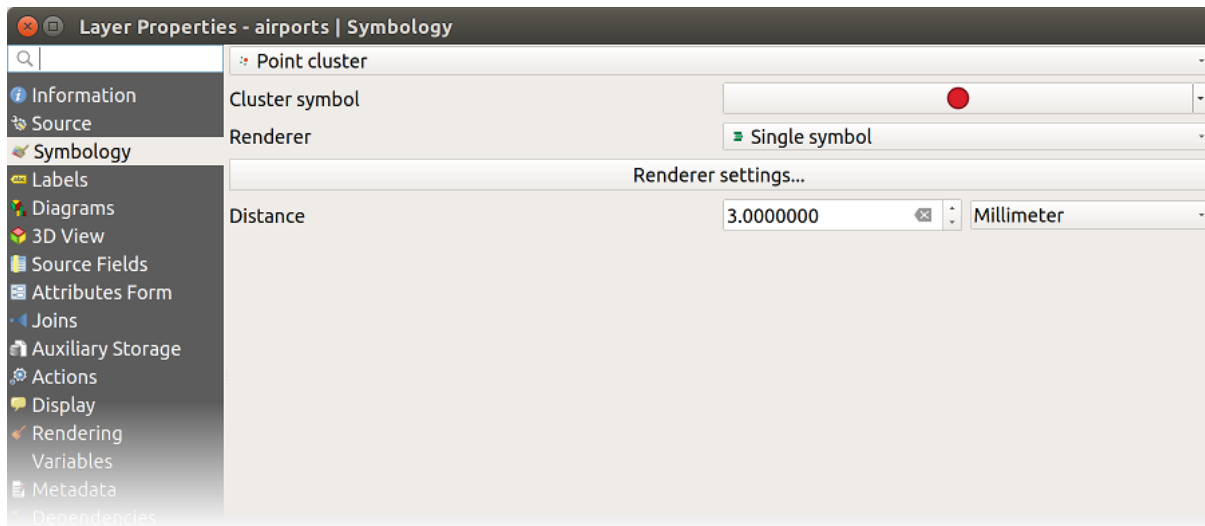 Layer Properties - airports | Symbology
Point cluster
Information
Cluster symbol
Source
Renderer
Single symbol
Symbology
Labels
Renderer settings...
Diagrams
Distance
3.0000000
Millimeter
3D View
Source Fields
Attributes Form
Joins
Auxiliary Storage
Actions
Display
Rendering
Variables
Metadata
Dependencies